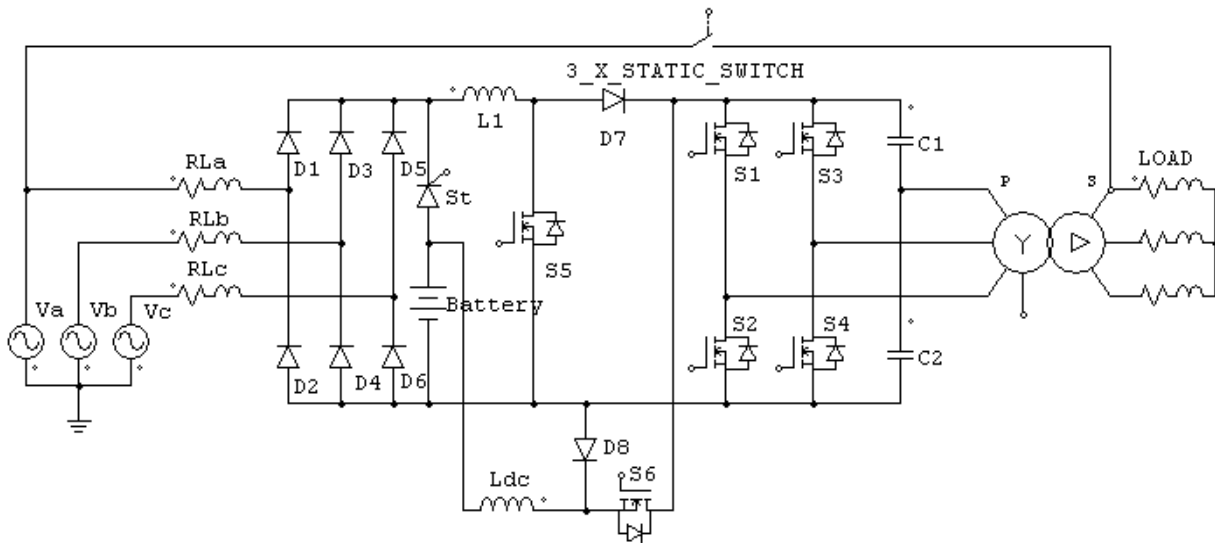 3_X_STATIC_SWITCH
L1
D7
RLa
D1
D3
D5
S1
S3
C1
LOAD
P
S
St
RLb
S5
Y
RLc
Battery
Va
Vb
Vc
S2
S4
D2
D4
D6
C2
D8
Ldc
S6